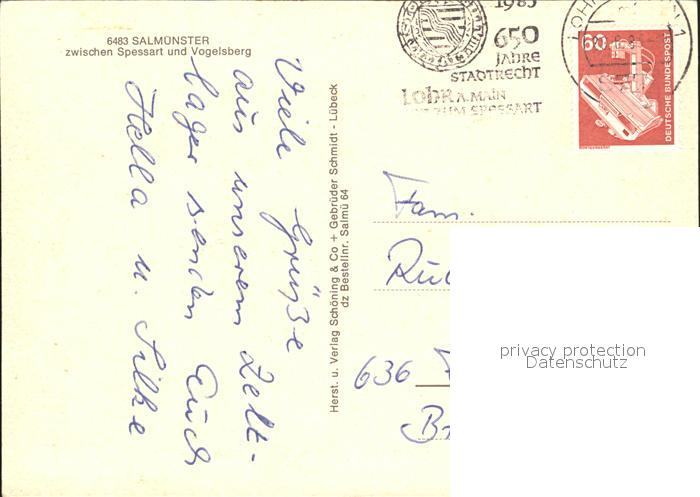 6483 SALMÜNSTER
zwischen Spessart und Vogelsberg
Viele Grüße
aus unserem Zelt-
lager senden Euch
Hella u. Silke
Herst. u. Verlag Schöning & Co + Gebrüder Schmidt - Lübeck
dz Bestellnr. Salmü 64
1983
650
JAHRE
STADTRECHT
LOHR A. MAIN
ZUM SPESSART
LOHR
60
DEUTSCHE BUNDESPOST
Fam.
636
privacy protection
Datenschutz